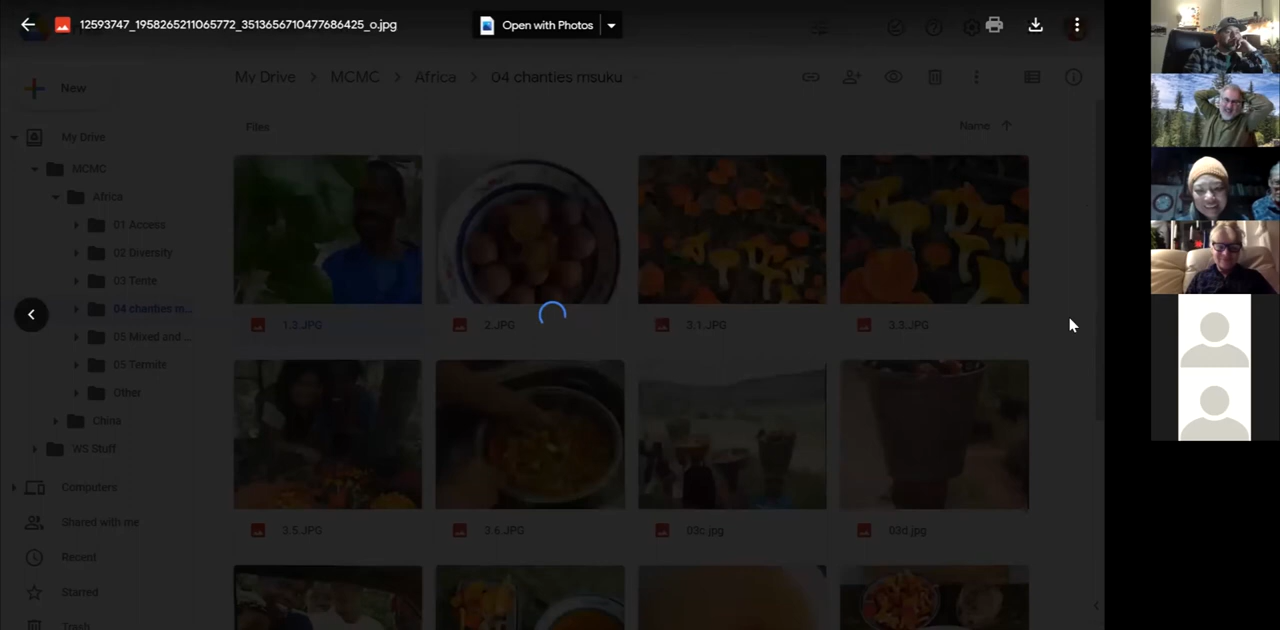 12593747_1958265211065772_3513656710477686425_o.jpg
Open with Photos
My Drive > MCMC > Africa > 04 chanties msuku
New
Files
Name
My Drive
MCMC
Africa
01 Access
02 Diversity
03 Tente
04 chanties m...
05 Mixed and ...
05 Termite
Other
China
WS Stuff
Computers
Shared with me
Recent
Starred
Trash
1.3.JPG
2.JPG
3.1.JPG
3.3.JPG
3.5.JPG
3.6.JPG
03c.jpg
03d.jpg